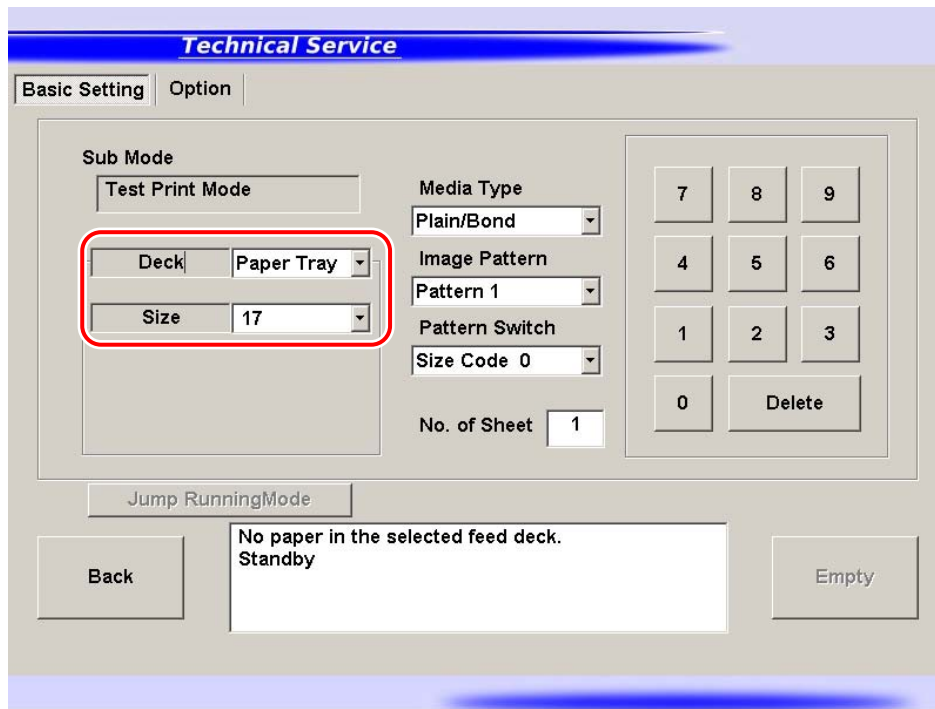 Technical Service
Basic Setting
Option
Sub Mode
Test Print Mode
Deck
Paper Tray
Size
17
Media Type
Plain/Bond
Image Pattern
Pattern 1
Pattern Switch
Size Code 0
No. of Sheet
1
7
8
9
4
5
6
1
2
3
0
Delete
Jump RunningMode
Back
No paper in the selected feed deck.
Standby
Empty